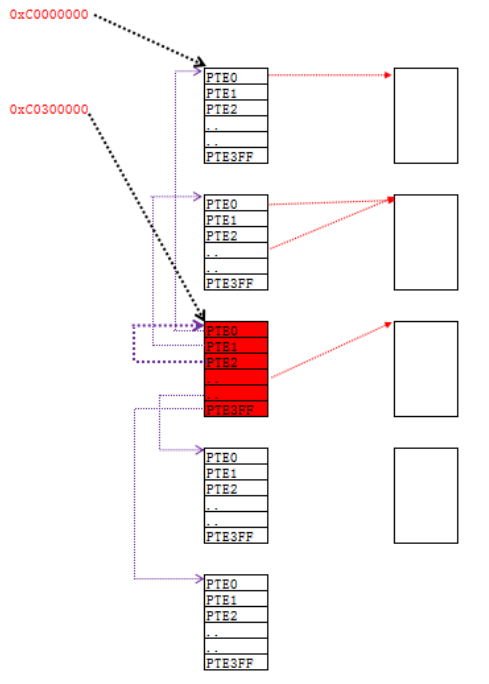 0xC0000000
PTE0
PTE1
PTE2
..
..
PTE3FF
0xC0300000
PTE0
PTE1
PTE2
..
..
PTE3FF
PTE0
PTE1
PTE2
..
..
PTE3FF
PTE0
PTE1
PTE2
..
..
PTE3FF
PTE0
PTE1
PTE2
..
..
PTE3FF